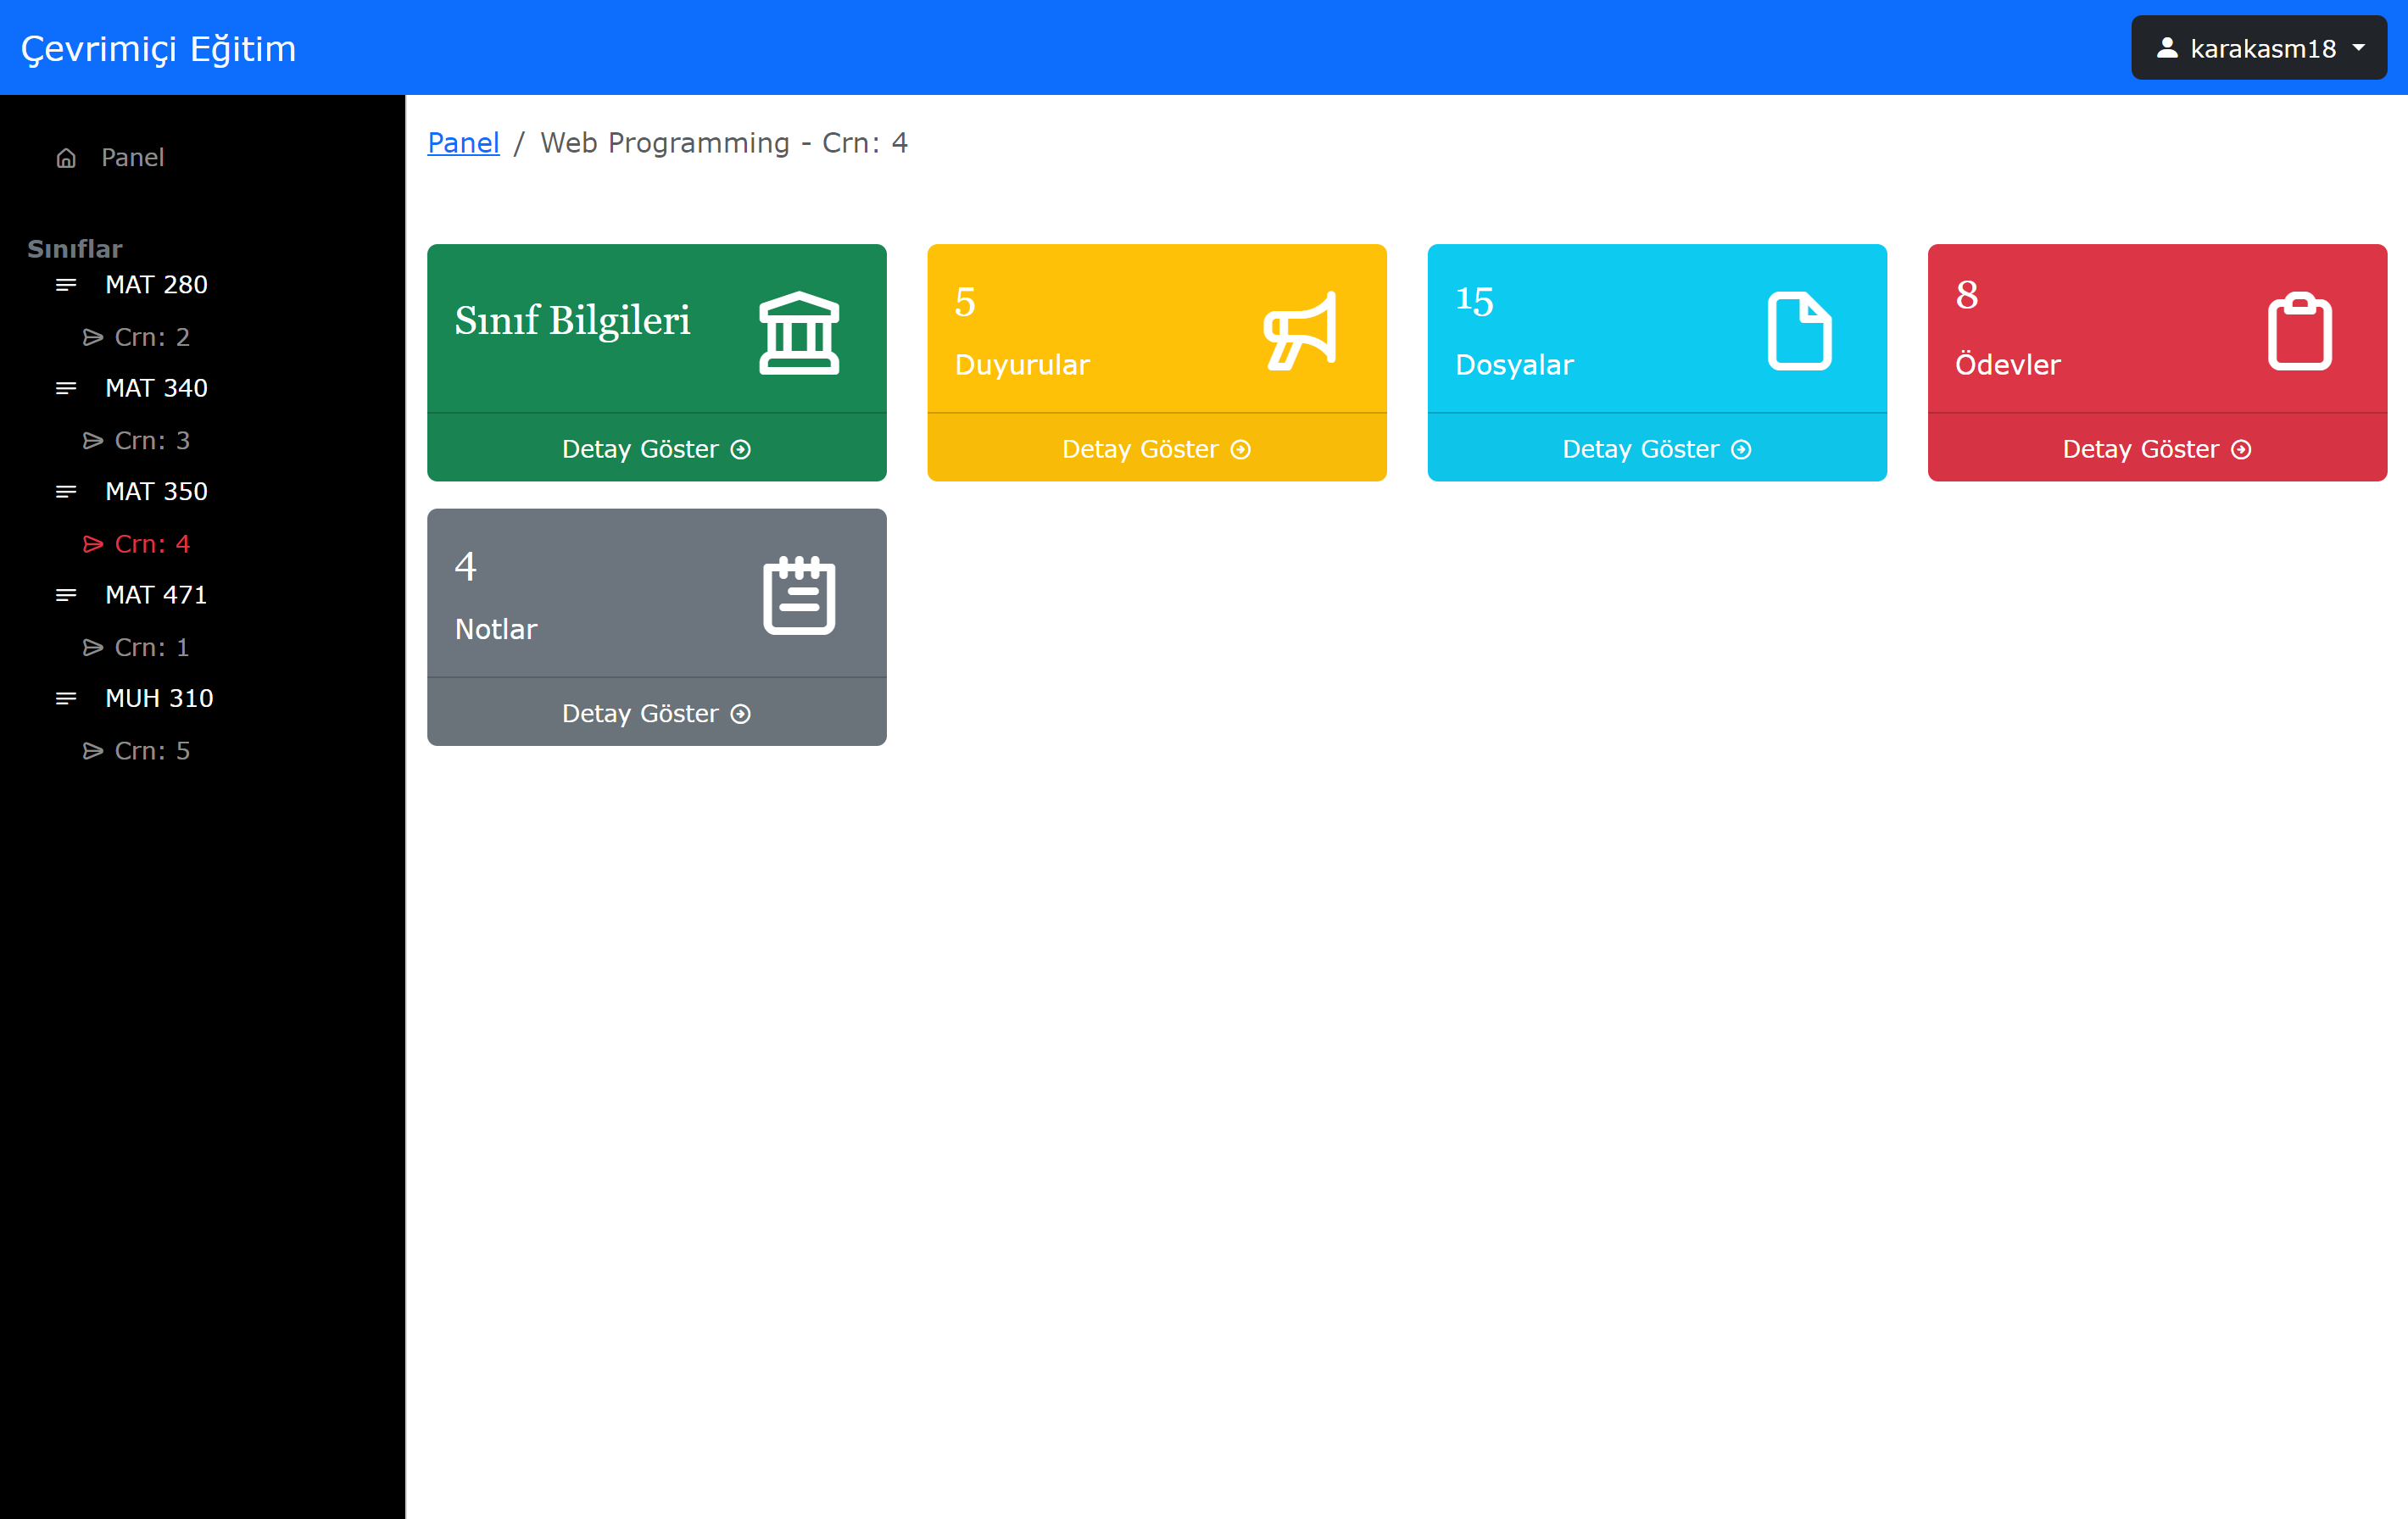 Çevrimiçi Eğitim
karakasm18
Panel
Sınıflar
MAT 280
Crn: 2
MAT 340
Crn: 3
MAT 350
Crn: 4
MAT 471
Crn: 1
MUH 310
Crn: 5
Panel / Web Programming - Crn: 4
Sınıf Bilgileri
Detay Göster
5
Duyurular
Detay Göster
15
Dosyalar
Detay Göster
8
Ödevler
Detay Göster
4
Notlar
Detay Göster